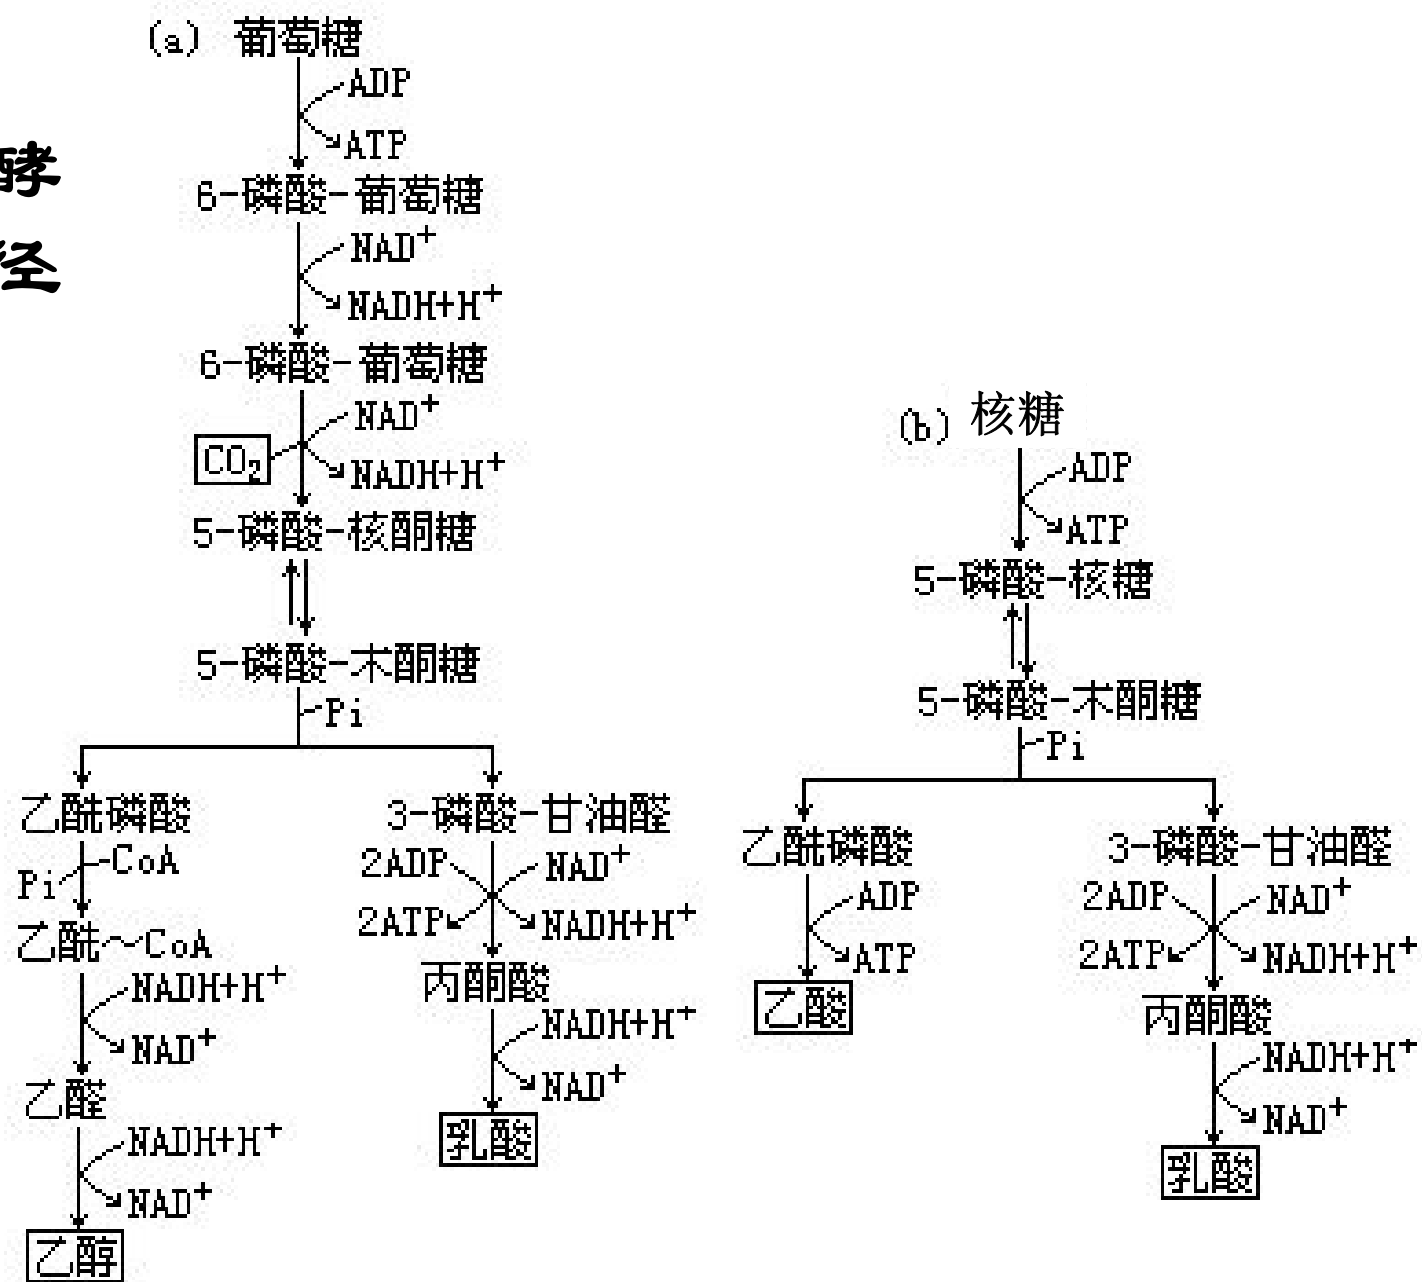 酵
径
(a) 葡萄糖
ADP
ATP
6-磷酸-葡萄糖
NAD+
NADH+H+
6-磷酸-葡萄糖
NAD+
CO2
NADH+H+
5-磷酸-核酮糖
5-磷酸-木酮糖
Pi
乙酰磷酸
CoA
Pi
乙酰~CoA
NADH+H+
NAD+
乙醛
NADH+H+
NAD+
乙醇
3-磷酸-甘油醛
2ADP
NAD+
2ATP
NADH+H+
丙酮酸
NADH+H+
NAD+
乳酸
(b) 核糖
ADP
ATP
5-磷酸-核糖
5-磷酸-木酮糖
Pi
乙酰磷酸
ADP
ATP
乙酸
3-磷酸-甘油醛
2ADP
NAD+
2ATP
NADH+H+
丙酮酸
NADH+H+
NAD+
乳酸